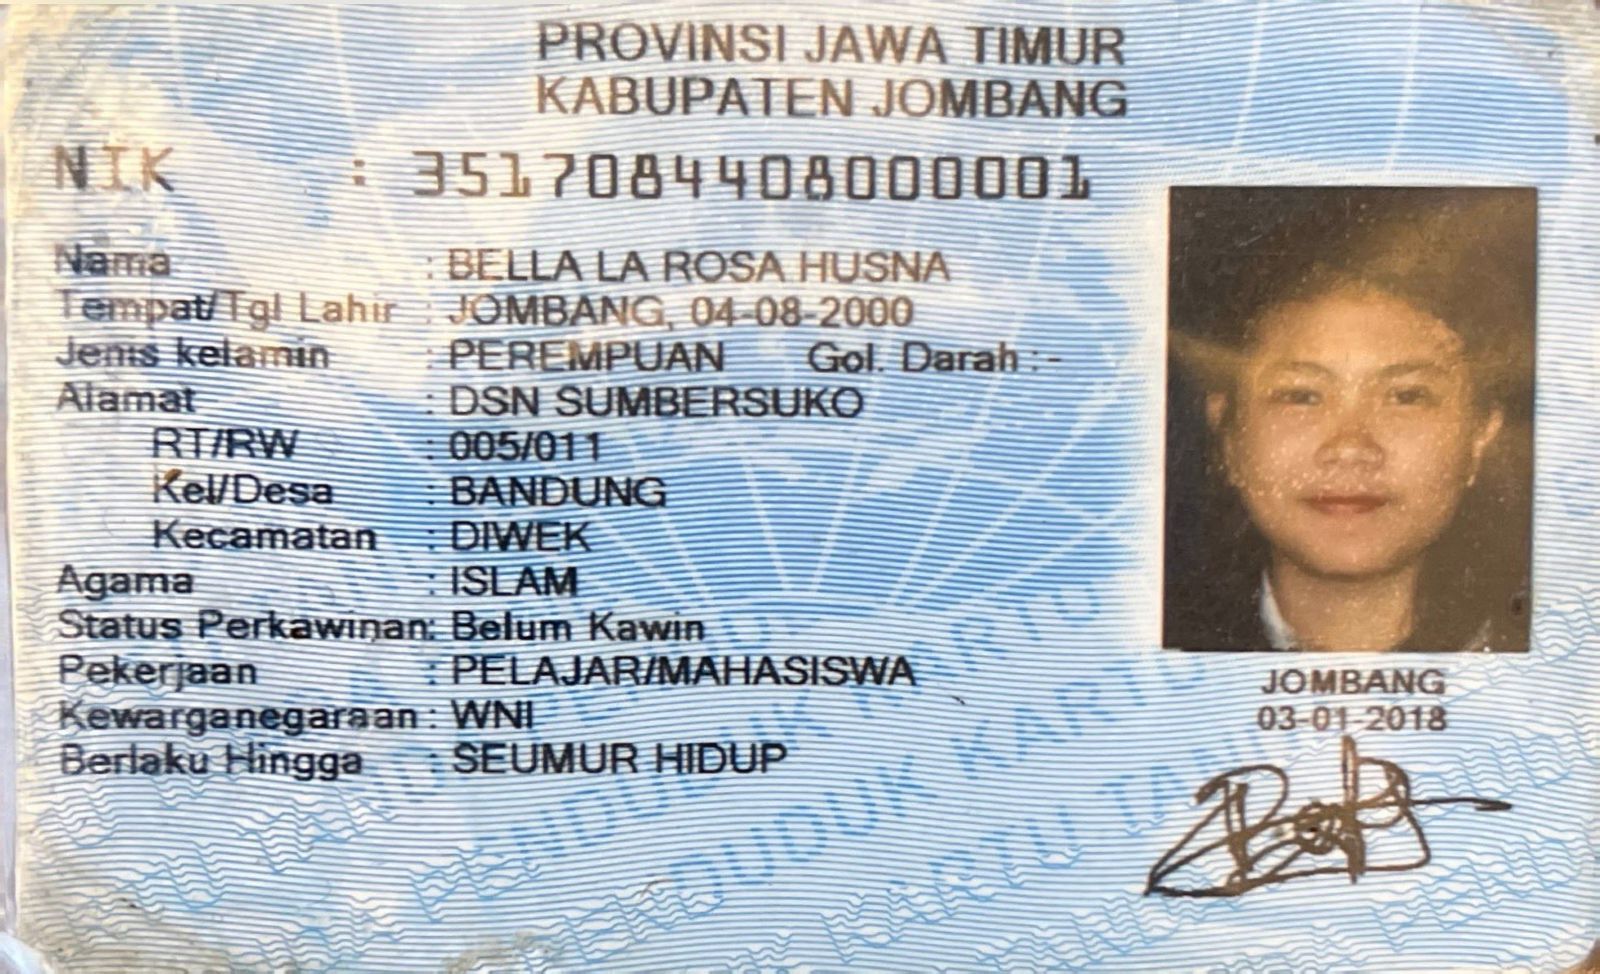 PROVINSI JAWA TIMUR
KABUPATEN JOMBANG
NIK : 3517084408000001
Nama : BELLA LA ROSA HUSNA
Tempat/Tgl Lahir : JOMBANG, 04-08-2000
Jenis kelamin : PEREMPUAN Gol. Darah :-
Alamat : DSN SUMBERSUKO
RT/RW : 005/011
Kel/Desa : BANDUNG
Kecamatan : DIWEK
Agama : ISLAM
Status Perkawinan: Belum Kawin
Pekerjaan : PELAJAR/MAHASISWA
Kewarganegaraan : WNI
Berlaku Hingga : SEUMUR HIDUP
JOMBANG
03-01-2018